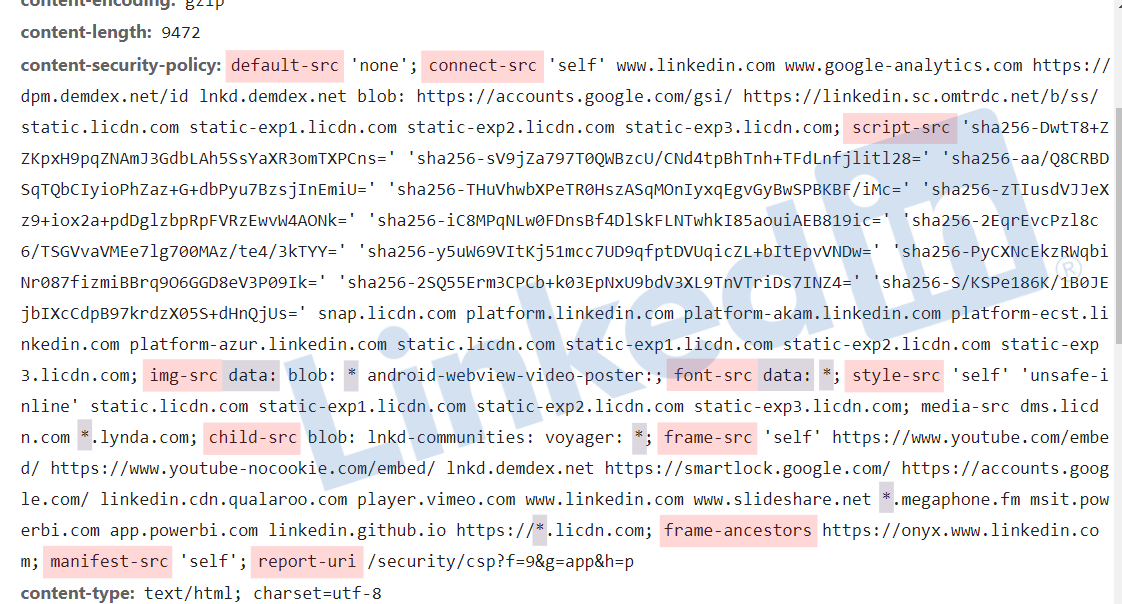 content-encoding: gzip
content-length: 9472
content-security-policy: default-src 'none'; connect-src 'self' www.linkedin.com www.google-analytics.com https://
dpm.demdex.net/id lnkd.demdex.net blob: https://accounts.google.com/gsi/ https://linkedin.sc.omtrdc.net/b/ss/
static.licdn.com static-exp1.licdn.com static-exp2.licdn.com static-exp3.licdn.com; script-src 'sha256-DwtT8+Z
ZKpxH9pqZNAmJ3GdbLAh5SsYaXR3omTXPCns=' 'sha256-sV9jZa797T0QWBzcU/CNd4tpBhTnh+TFdLnfjlitl28=' 'sha256-aa/Q8CRBD
SqTQbCIyioPhZaz+G+dbPyu7BzsjInEmiU=' 'sha256-THuVhwbXPeTR0HszASqMOnIyxqEgvGyBwSPBKBF/iMc=' 'sha256-zTIusdVJJeX
z9+iox2a+pdDglzbpRpFVRzEwvW4AONk=' 'sha256-iC8MPqNLw0FDnsBf4DlSkFLNTwhkI85aouiAEB819ic=' 'sha256-2EqrEvcPzl8c
6/TSGVvaVMEe7lg700MAz/te4/3kTYY=' 'sha256-y5uW69VItKj51mcc7UD9qfptDVUqicZL+bItEpvVNDw=' 'sha256-PyCXNcEkzRWqbi
Nr087fizmiBBrq9O6GGD8eV3P09Ik=' 'sha256-2SQ55Erm3CPCb+k03EpNxU9bdV3XL9TnVTriDs7INZ4=' 'sha256-S/KSPe186K/1B0JE
jbIXcCdpB97krdzX05S+dHnQjUs=' snap.licdn.com platform.linkedin.com platform-akam.linkedin.com platform-ecst.li
nkedin.com platform-azur.linkedin.com static.licdn.com static-exp1.licdn.com static-exp2.licdn.com static-exp
3.licdn.com; img-src data: blob: * android-webview-video-poster:; font-src data: *; style-src 'self' 'unsafe-i
nline' static.licdn.com static-exp1.licdn.com static-exp2.licdn.com static-exp3.licdn.com; media-src dms.licd
n.com *.lynda.com; child-src blob: lnkd-communities: voyager: *; frame-src 'self' https://www.youtube.com/embe
d/ https://www.youtube-nocookie.com/embed/ lnkd.demdex.net https://smartlock.google.com/ https://accounts.goog
le.com/ linkedin.cdn.qualaroo.com player.vimeo.com www.linkedin.com www.slideshare.net *.megaphone.fm msit.pow
erbi.com app.powerbi.com linkedin.github.io https://*.licdn.com; frame-ancestors https://onyx.www.linkedin.co
m; manifest-src 'self'; report-uri /security/csp?f=9&g=app&h=p
content-type: text/html; charset=utf-8
LinkedIn®